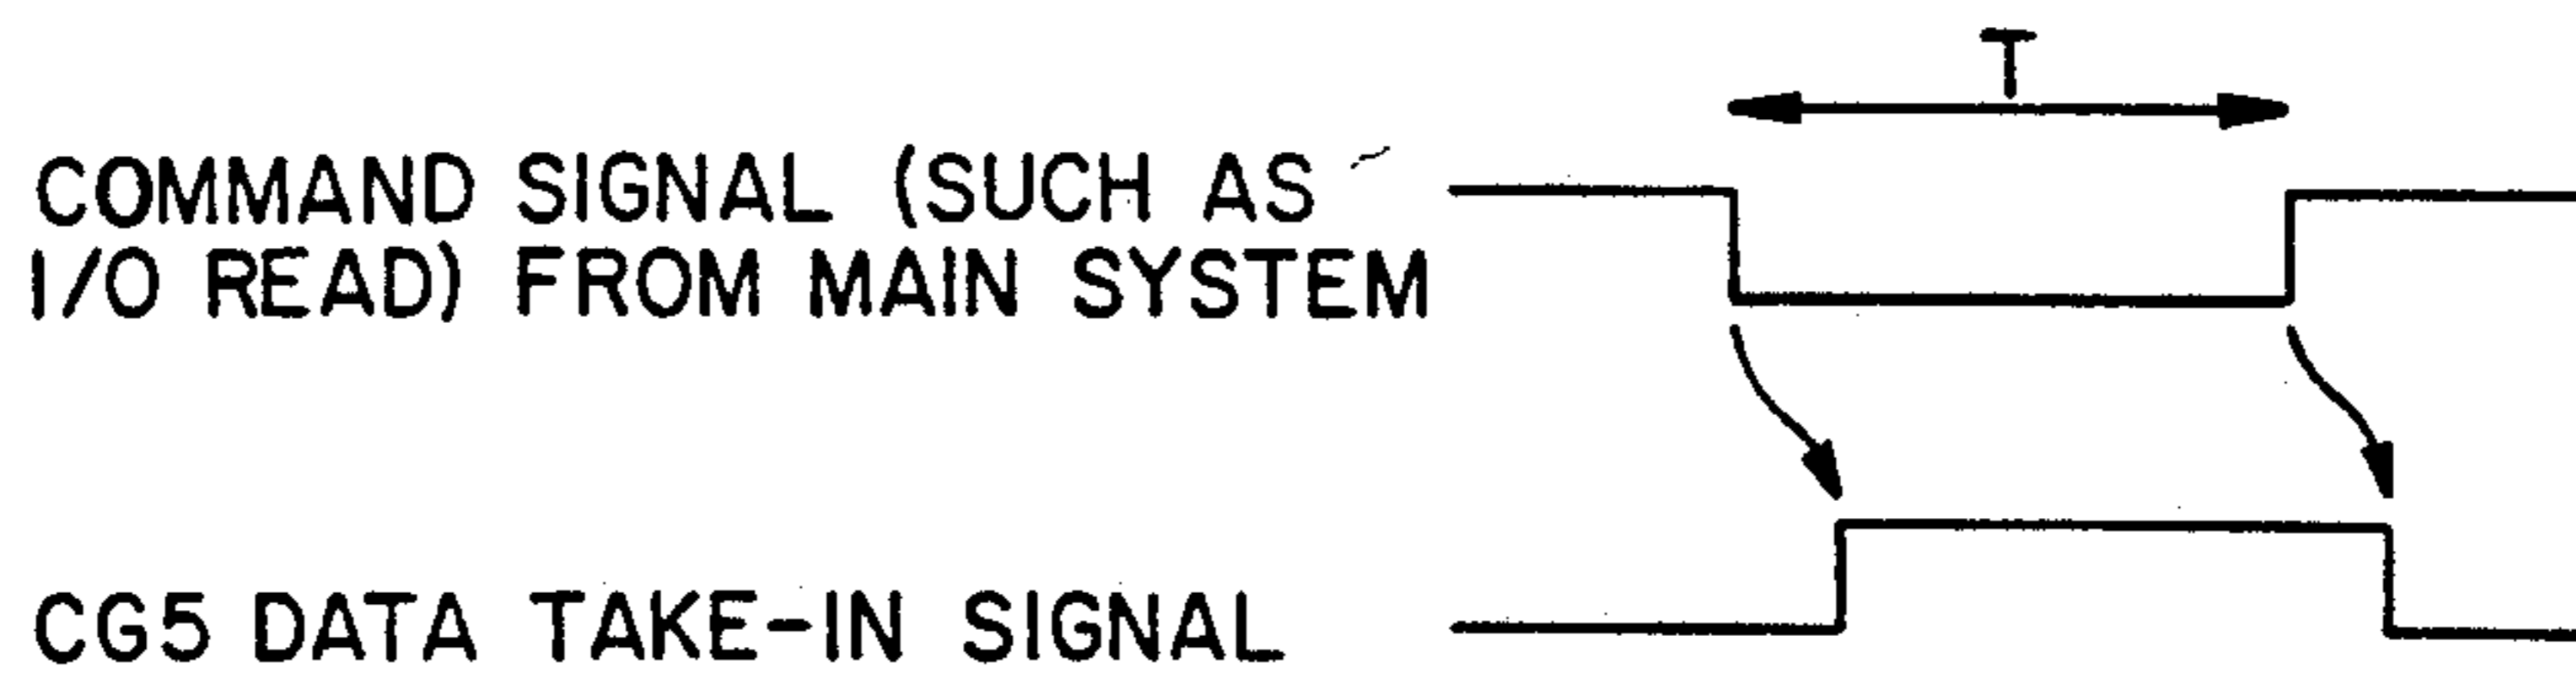 T
COMMAND SIGNAL (SUCH AS
I/O READ) FROM MAIN SYSTEM
CG5 DATA TAKE-IN SIGNAL